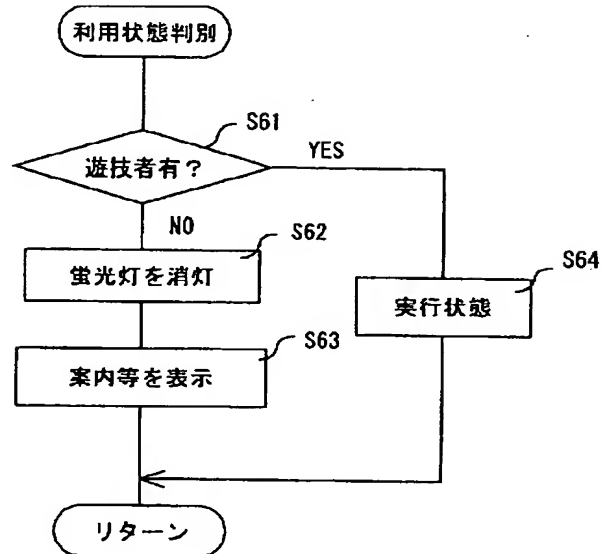 利用状態判別
S61
遊技者有?
YES
NO
S62
蛍光灯を消灯
S64
実行状態
S63
案内等を表示
リターン